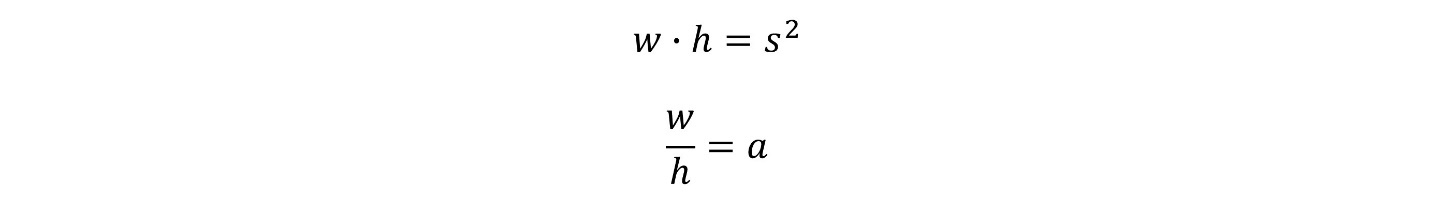 w · h = s²
w/h = a